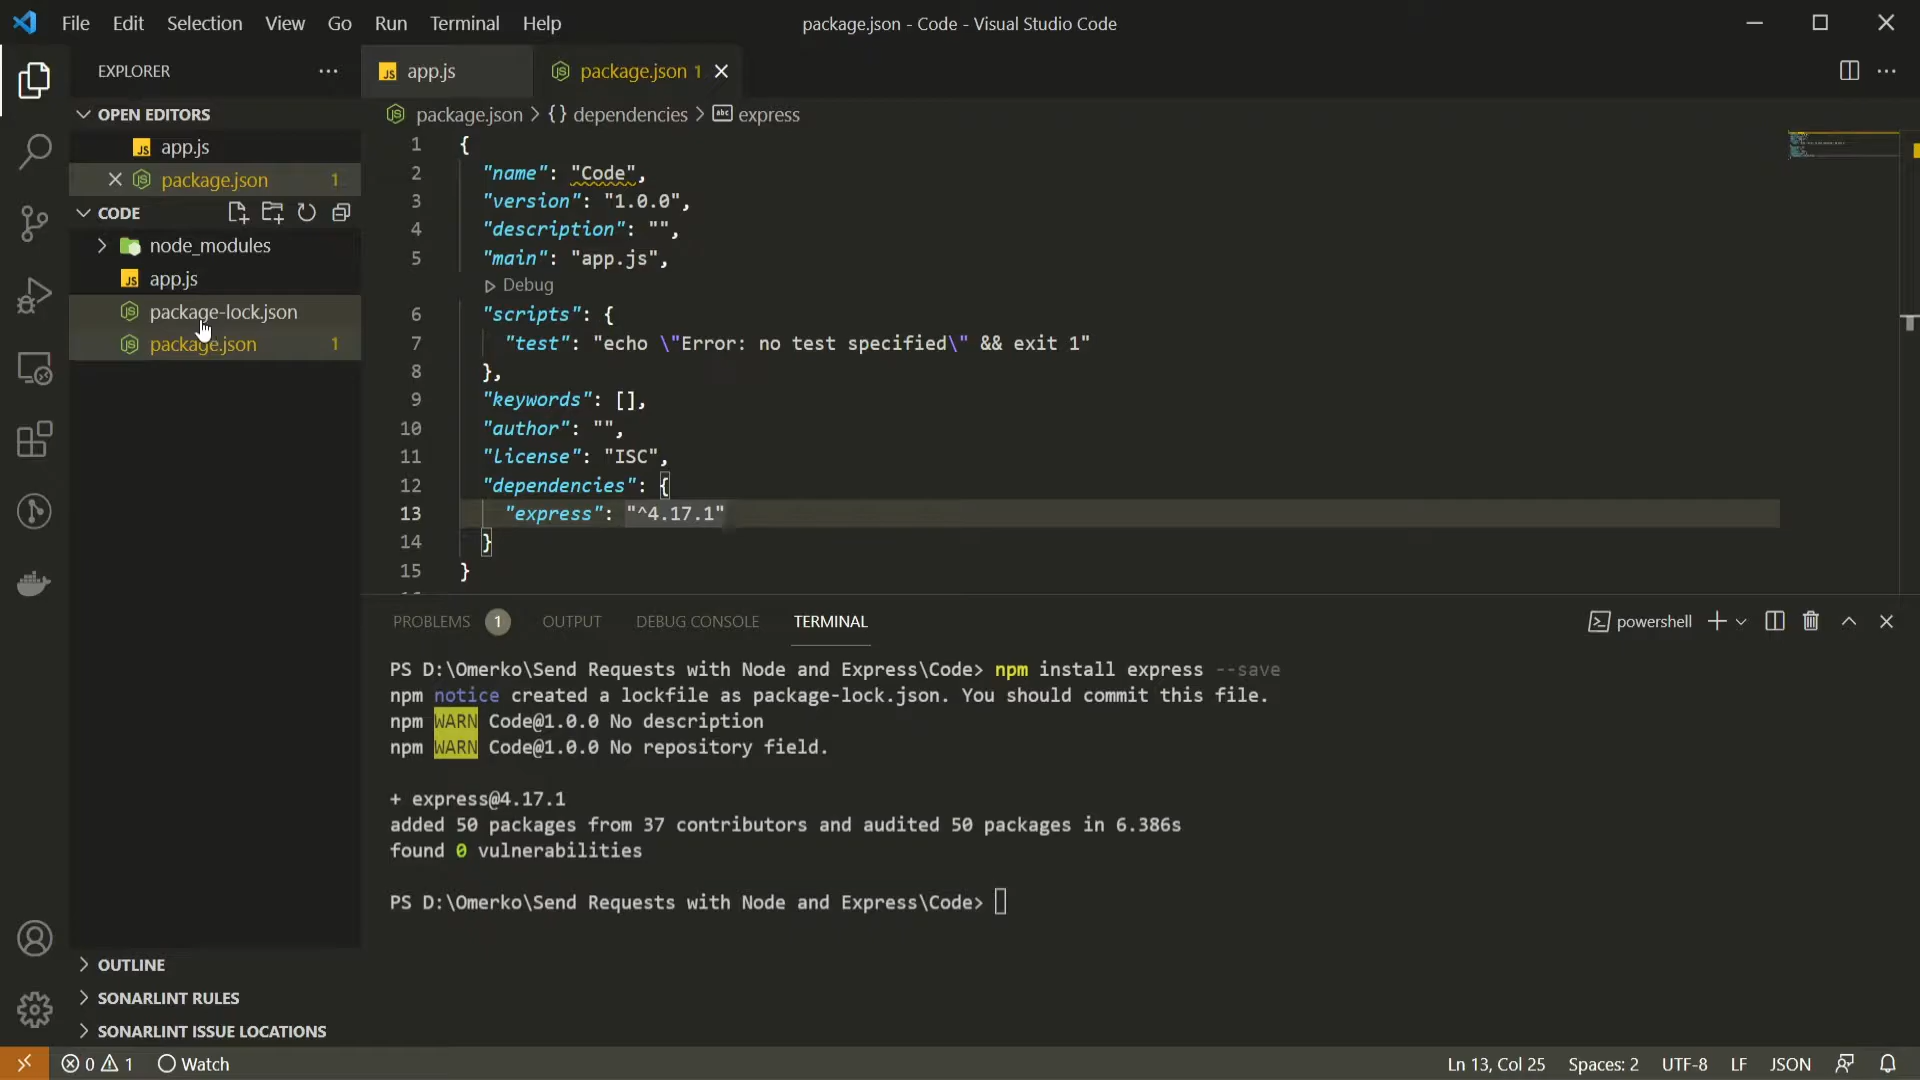 File Edit Selection View Go Run Terminal Help
package.json - Code - Visual Studio Code
EXPLORER
OPEN EDITORS
JS app.js
package.json 1
CODE
node_modules
JS app.js
package-lock.json
package.json 1
OUTLINE
SONARLINT RULES
SONARLINT ISSUE LOCATIONS
JS app.js
package.json 1
package.json > {} dependencies > abc express
1 {
2 "name": "Code",
3 "version": "1.0.0",
4 "description": "",
5 "main": "app.js",
Debug
6 "scripts": {
7 "test": "echo \"Error: no test specified\" && exit 1"
8 },
9 "keywords": [],
10 "author": "",
11 "license": "ISC",
12 "dependencies": {
13 "express": "^4.17.1"
14 }
15 }
PROBLEMS 1 OUTPUT DEBUG CONSOLE TERMINAL
powershell
PS D:\Omerko\Send Requests with Node and Express\Code> npm install express --save
npm notice created a lockfile as package-lock.json. You should commit this file.
npm WARN Code@1.0.0 No description
npm WARN Code@1.0.0 No repository field.
+ express@4.17.1
added 50 packages from 37 contributors and audited 50 packages in 6.386s
found 0 vulnerabilities
PS D:\Omerko\Send Requests with Node and Express\Code>
0 1 Watch
Ln 13, Col 25 Spaces: 2 UTF-8 LF JSON